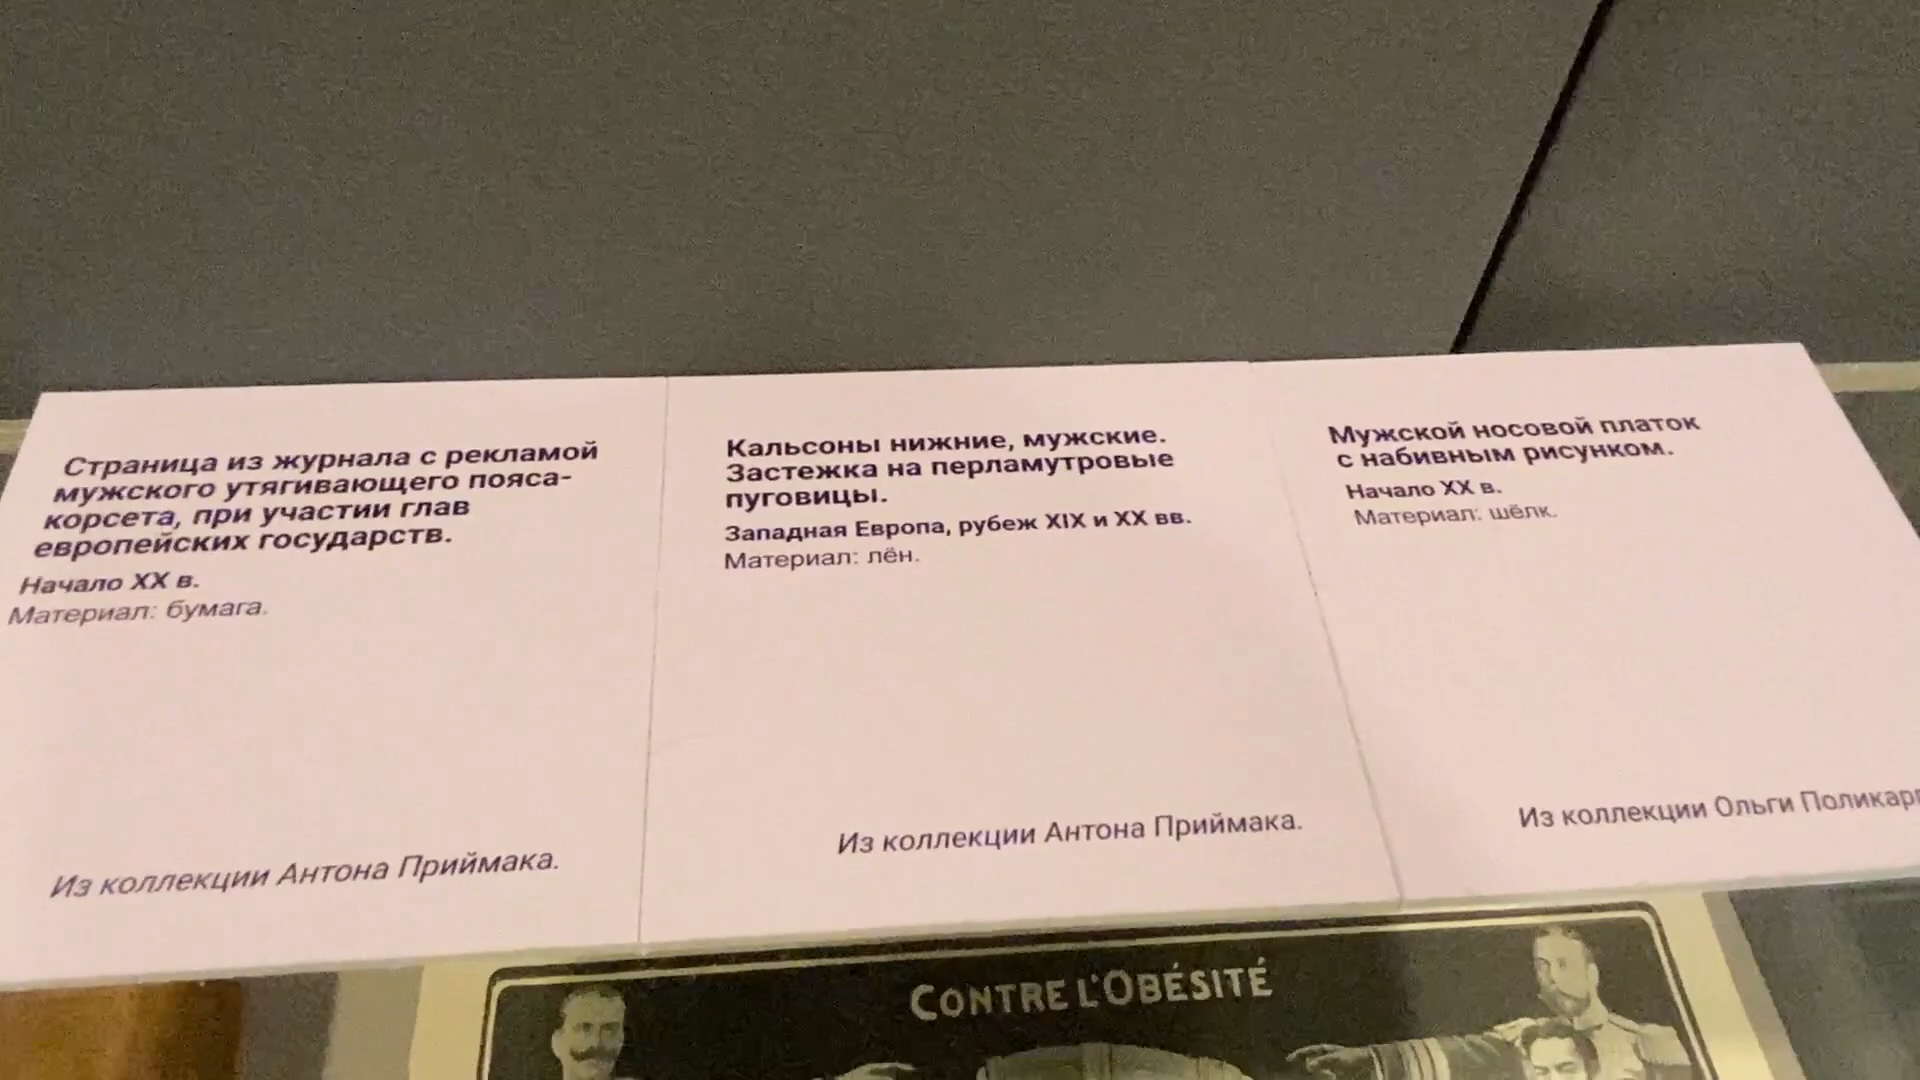 Страница из журнала с рекламой
мужского утягивающего пояса-
корсета, при участии глав
европейских государств.
Начало XX в.
Материал: бумага.
Из коллекции Антона Приймака.
Кальсоны нижние, мужские.
Застежка на перламутровые
пуговицы.
Западная Европа, рубеж XIX и XX вв.
Материал: лён.
Из коллекции Антона Приймака.
Мужской носовой платок
с набивным рисунком.
Начало XX в.
Материал: шёлк.
Из коллекции Ольги
CONTRE L'OBÉSITÉ